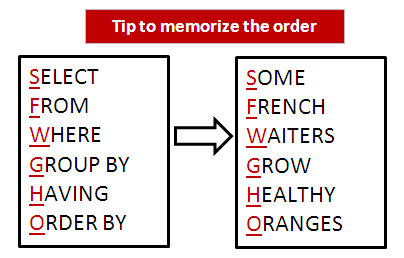 Tip to memorize the order
SELECT
FROM
WHERE
GROUP BY
HAVING
ORDER BY
SOME
FRENCH
WAITERS
GROW
HEALTHY
ORANGES